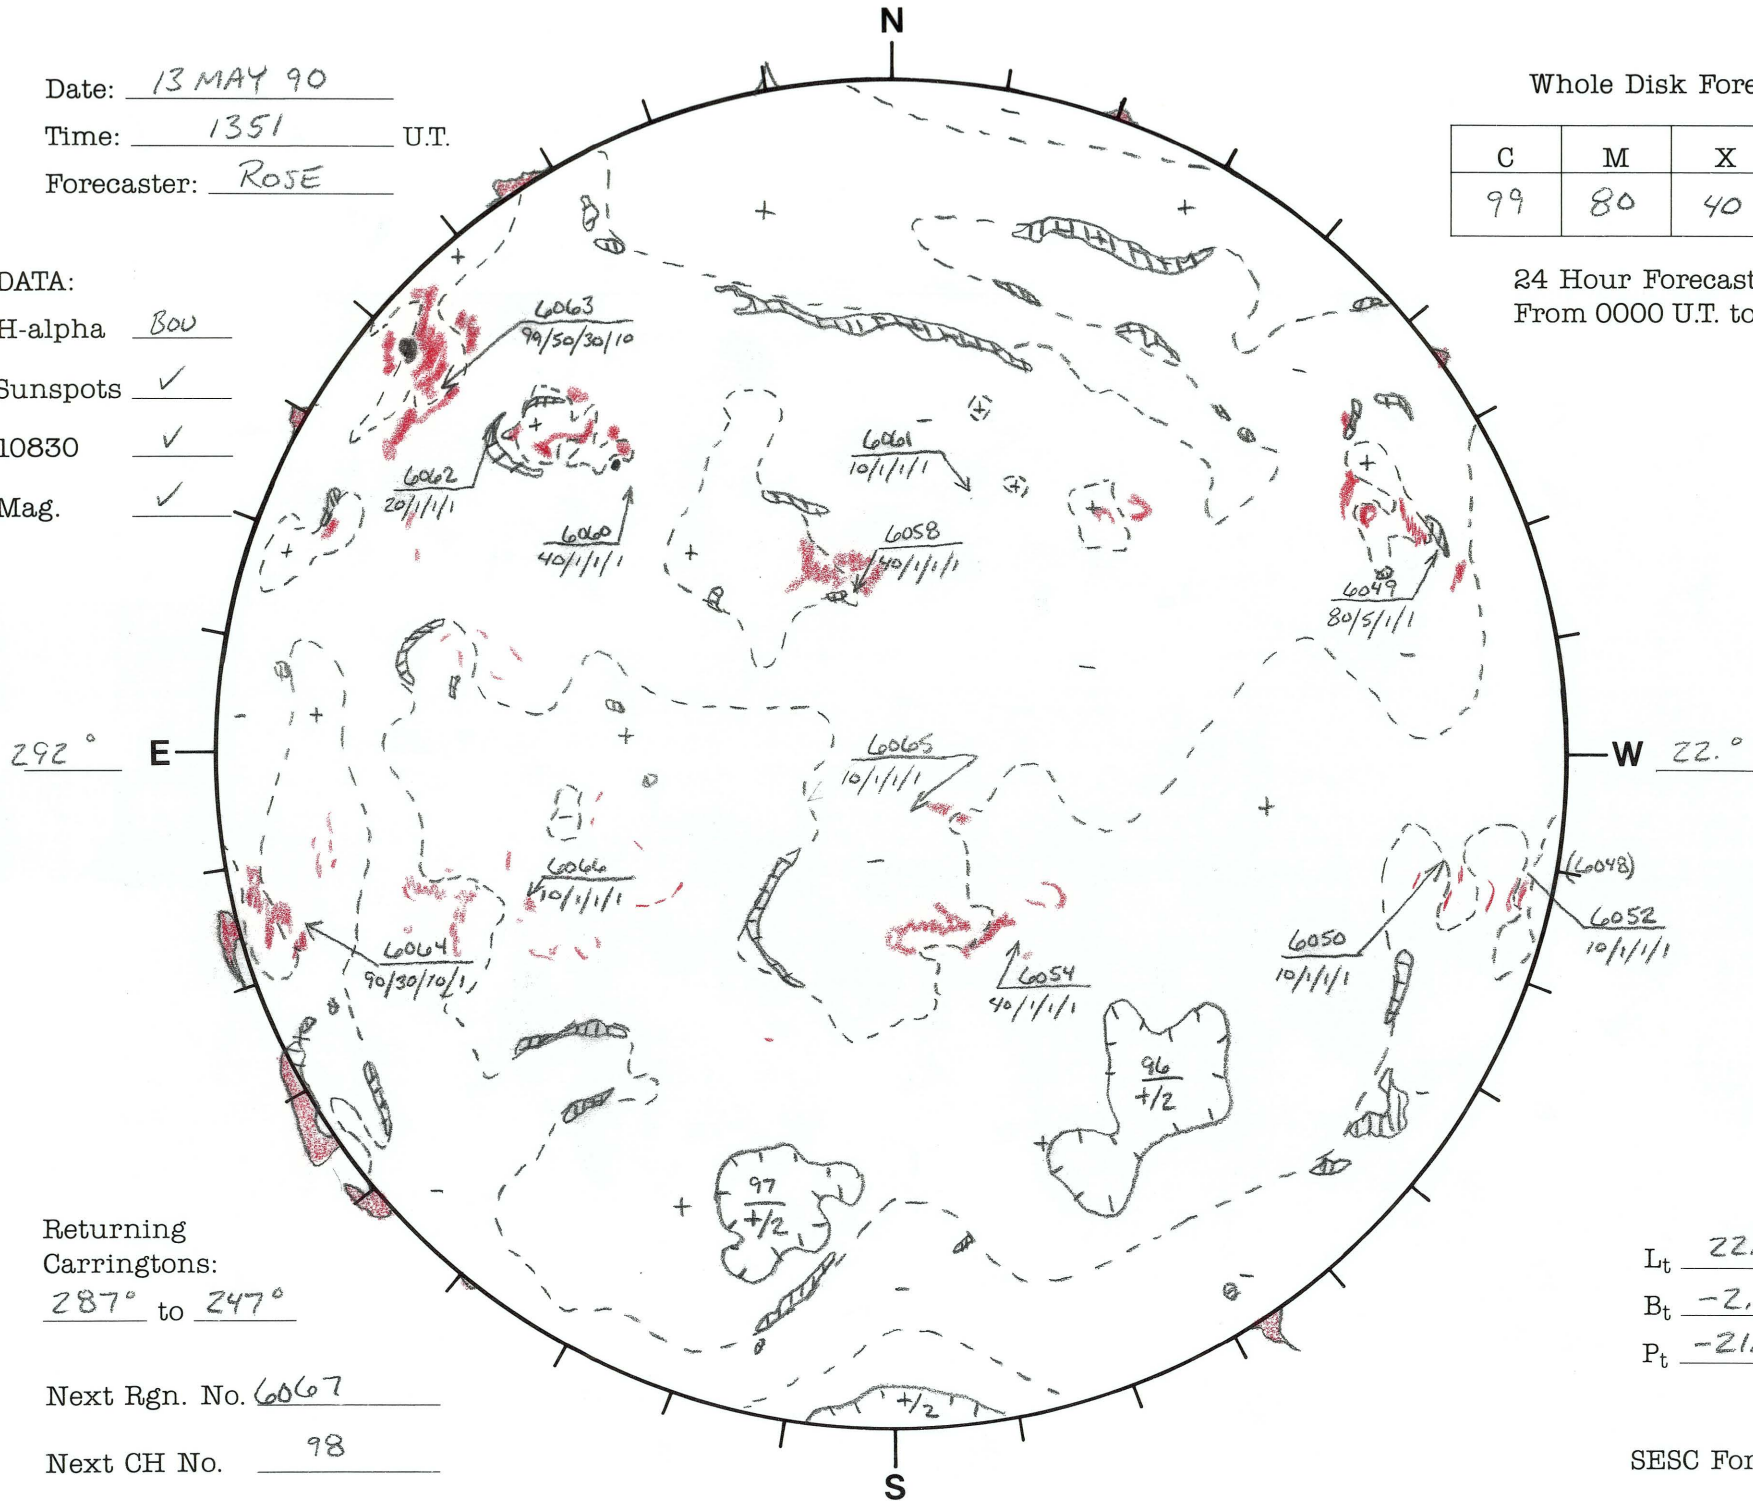 N
Date: 13 MAY 90
Time: 1351 U.T.
Forecaster: ROSE
Whole Disk Fore
C M X
99 80 40
24 Hour Forecast
From 0000 U.T. to
DATA:
H-alpha BOU
Sunspots ✓
10830 ✓
Mag. ✓
6063
99/50/30/10
6062
20/1/1/1
6060
40/1/1/1
6061
10/1/1/1
6058
40/1/1/1
6049
80/5/1/1
292° E
W 22.°
6065
10/1/1/1
6066
10/1/1/1
(6048)
6052
10/1/1/1
6050
10/1/1/1
6064
90/30/10/1
6054
40/1/1/1
96
+/2
97
+/2
+/2
Returning
Carringtons:
287° to 247°
Next Rgn. No. 6067
Next CH No. 98
Lt 22.
Bt -2.
Pt -21.
SESC For
S